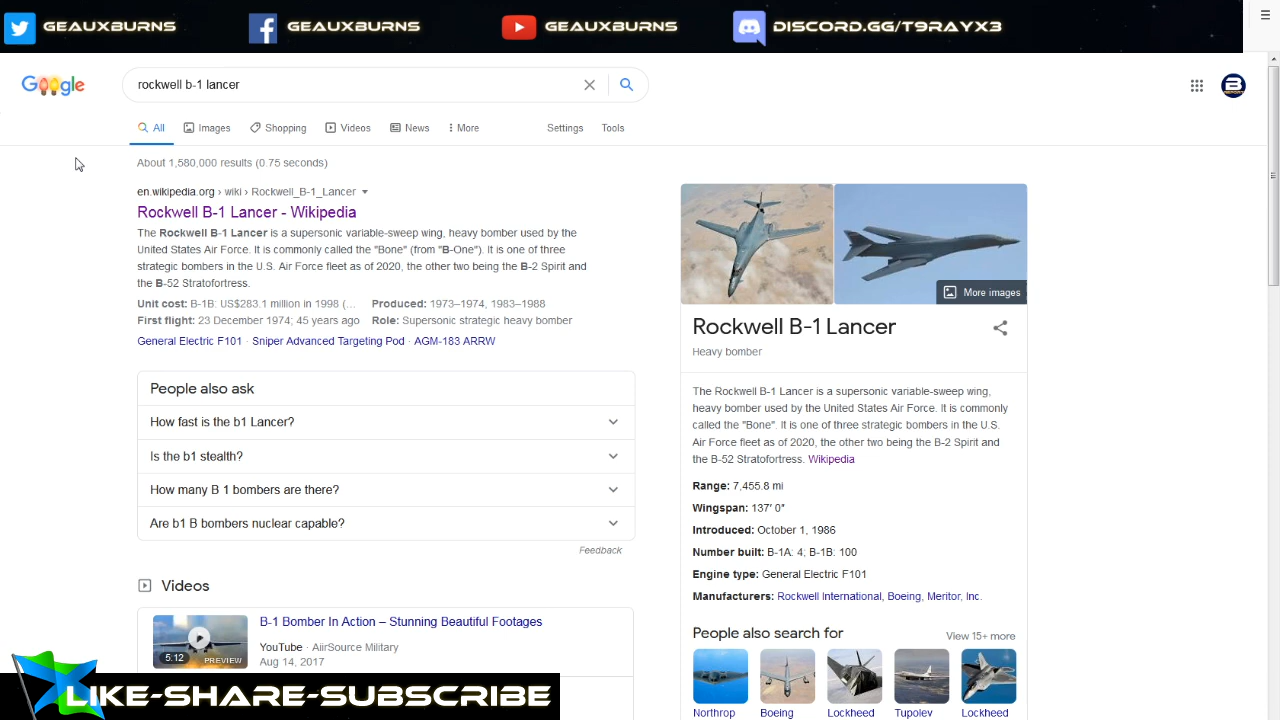 GEAUXBURNS
GEAUXBURNS
GEAUXBURNS
DISCORD.GG/T9RAYX3
Google
rockwell b-1 lancer
All
Images
Shopping
Videos
News
More
Settings
Tools
About 1,580,000 results (0.75 seconds)
en.wikipedia.org › wiki › Rockwell_B-1_Lancer
Rockwell B-1 Lancer - Wikipedia
The Rockwell B-1 Lancer is a supersonic variable-sweep wing, heavy bomber used by the
United States Air Force. It is commonly called the "Bone" (from "B-One"). It is one of three
strategic bombers in the U.S. Air Force fleet as of 2020, the other two being the B-2 Spirit and
the B-52 Stratofortress.
Unit cost: B-1B: US$283.1 million in 1998 (...
Produced: 1973–1974, 1983–1988
First flight: 23 December 1974; 45 years ago
Role: Supersonic strategic heavy bomber
General Electric F101 · Sniper Advanced Targeting Pod · AGM-183 ARRW
People also ask
How fast is the b1 Lancer?
Is the b1 stealth?
How many B 1 bombers are there?
Are b1 B bombers nuclear capable?
Feedback
Videos
B-1 Bomber In Action – Stunning Beautiful Footages
YouTube · AirSource Military
Aug 14, 2017
5:12
PREVIEW
More images
Rockwell B-1 Lancer
Heavy bomber
The Rockwell B-1 Lancer is a supersonic variable-sweep wing,
heavy bomber used by the United States Air Force. It is commonly
called the "Bone". It is one of three strategic bombers in the U.S.
Air Force fleet as of 2020, the other two being the B-2 Spirit and
the B-52 Stratofortress. Wikipedia
Range: 7,455.8 mi
Wingspan: 137′ 0″
Introduced: October 1, 1986
Number built: B-1A: 4; B-1B: 100
Engine type: General Electric F101
Manufacturers: Rockwell International, Boeing, Meritor, Inc.
People also search for
View 15+ more
Northrop
Boeing
Lockheed
Tupolev
Lockheed
LIKE-SHARE-SUBSCRIBE